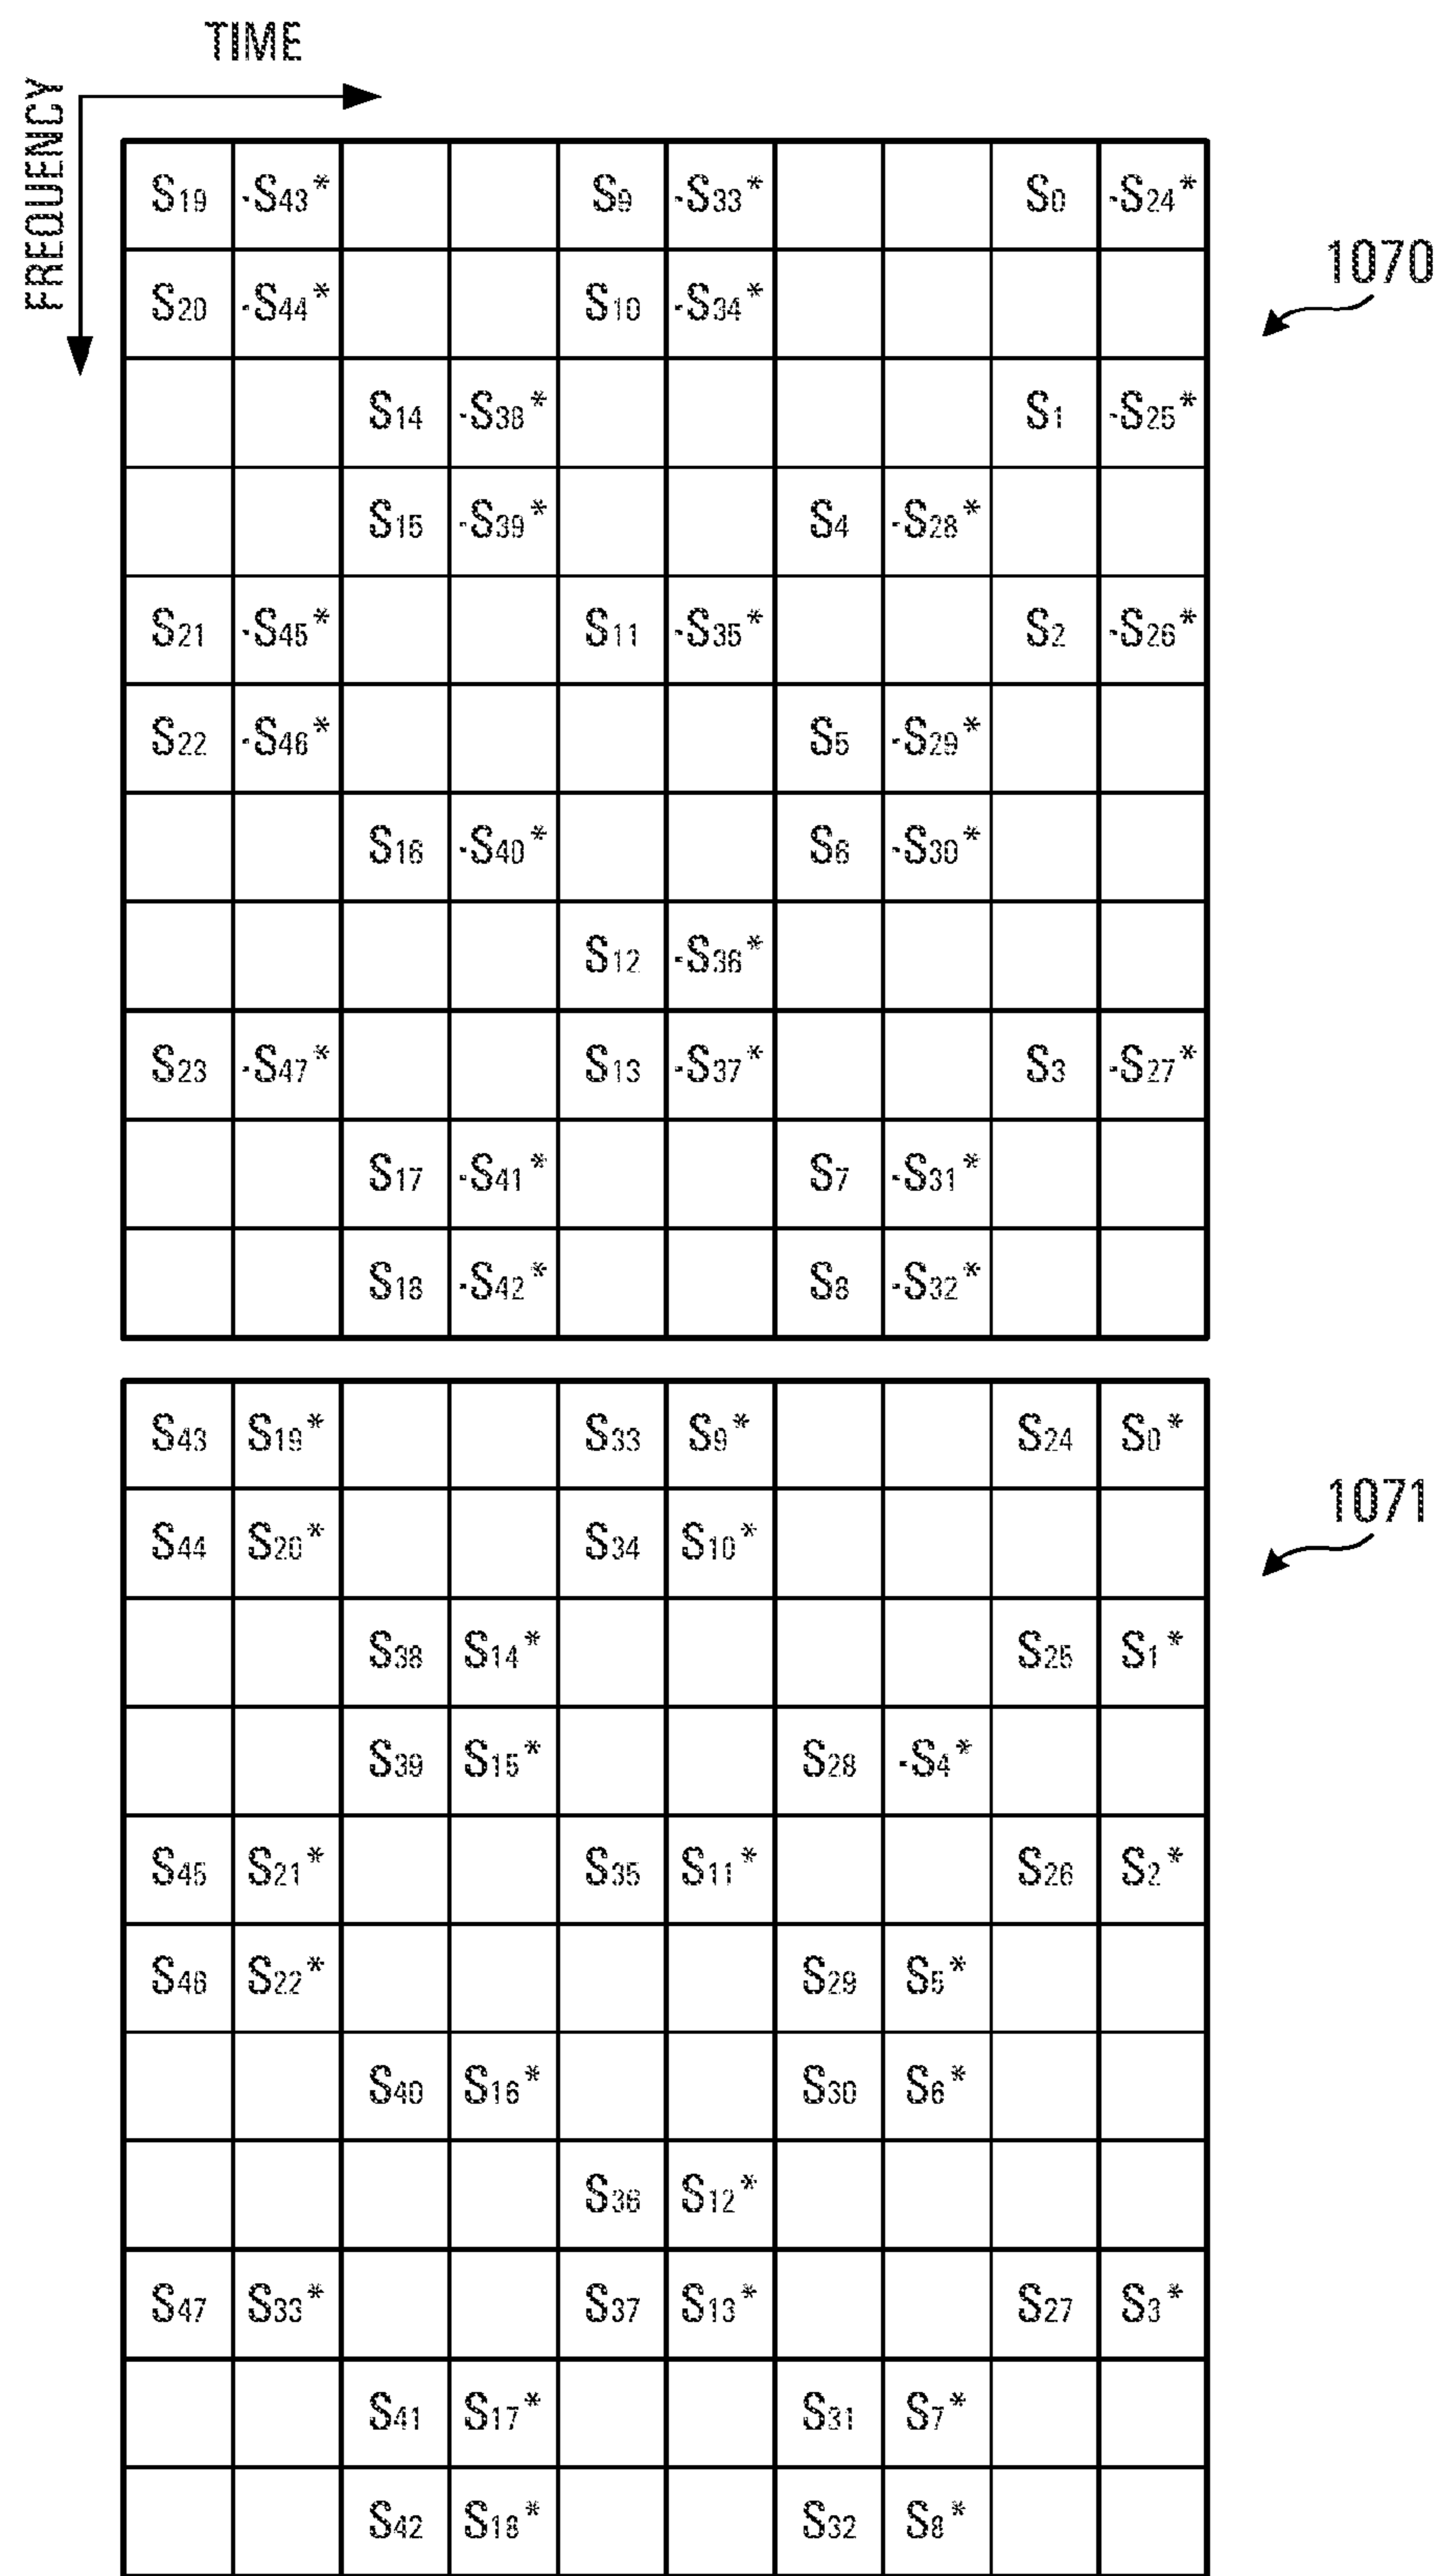 TIME
FREQUENCY
S19 -S43* S9 -S33* S0 -S24*
1070
S20 -S44* S10 -S34*
S14 -S38* S1 -S25*
S15 -S39* S4 -S28*
S21 -S45* S11 -S35* S2 -S26*
S22 -S46* S5 -S29*
S16 -S40* S6 -S30*
S12 -S36*
S23 -S47* S13 -S37* S3 -S27*
S17 -S41* S7 -S31*
S18 -S42* S8 -S32*
S43 S19* S33 S9* S24 S0*
1071
S44 S20* S34 S10*
S38 S14* S25 S1*
S39 S15* S28 -S4*
S45 S21* S35 S11* S26 S2*
S46 S22* S29 S5*
S40 S16* S30 S6*
S36 S12*
S47 S33* S37 S13* S27 S3*
S41 S17* S31 S7*
S42 S18* S32 S8*